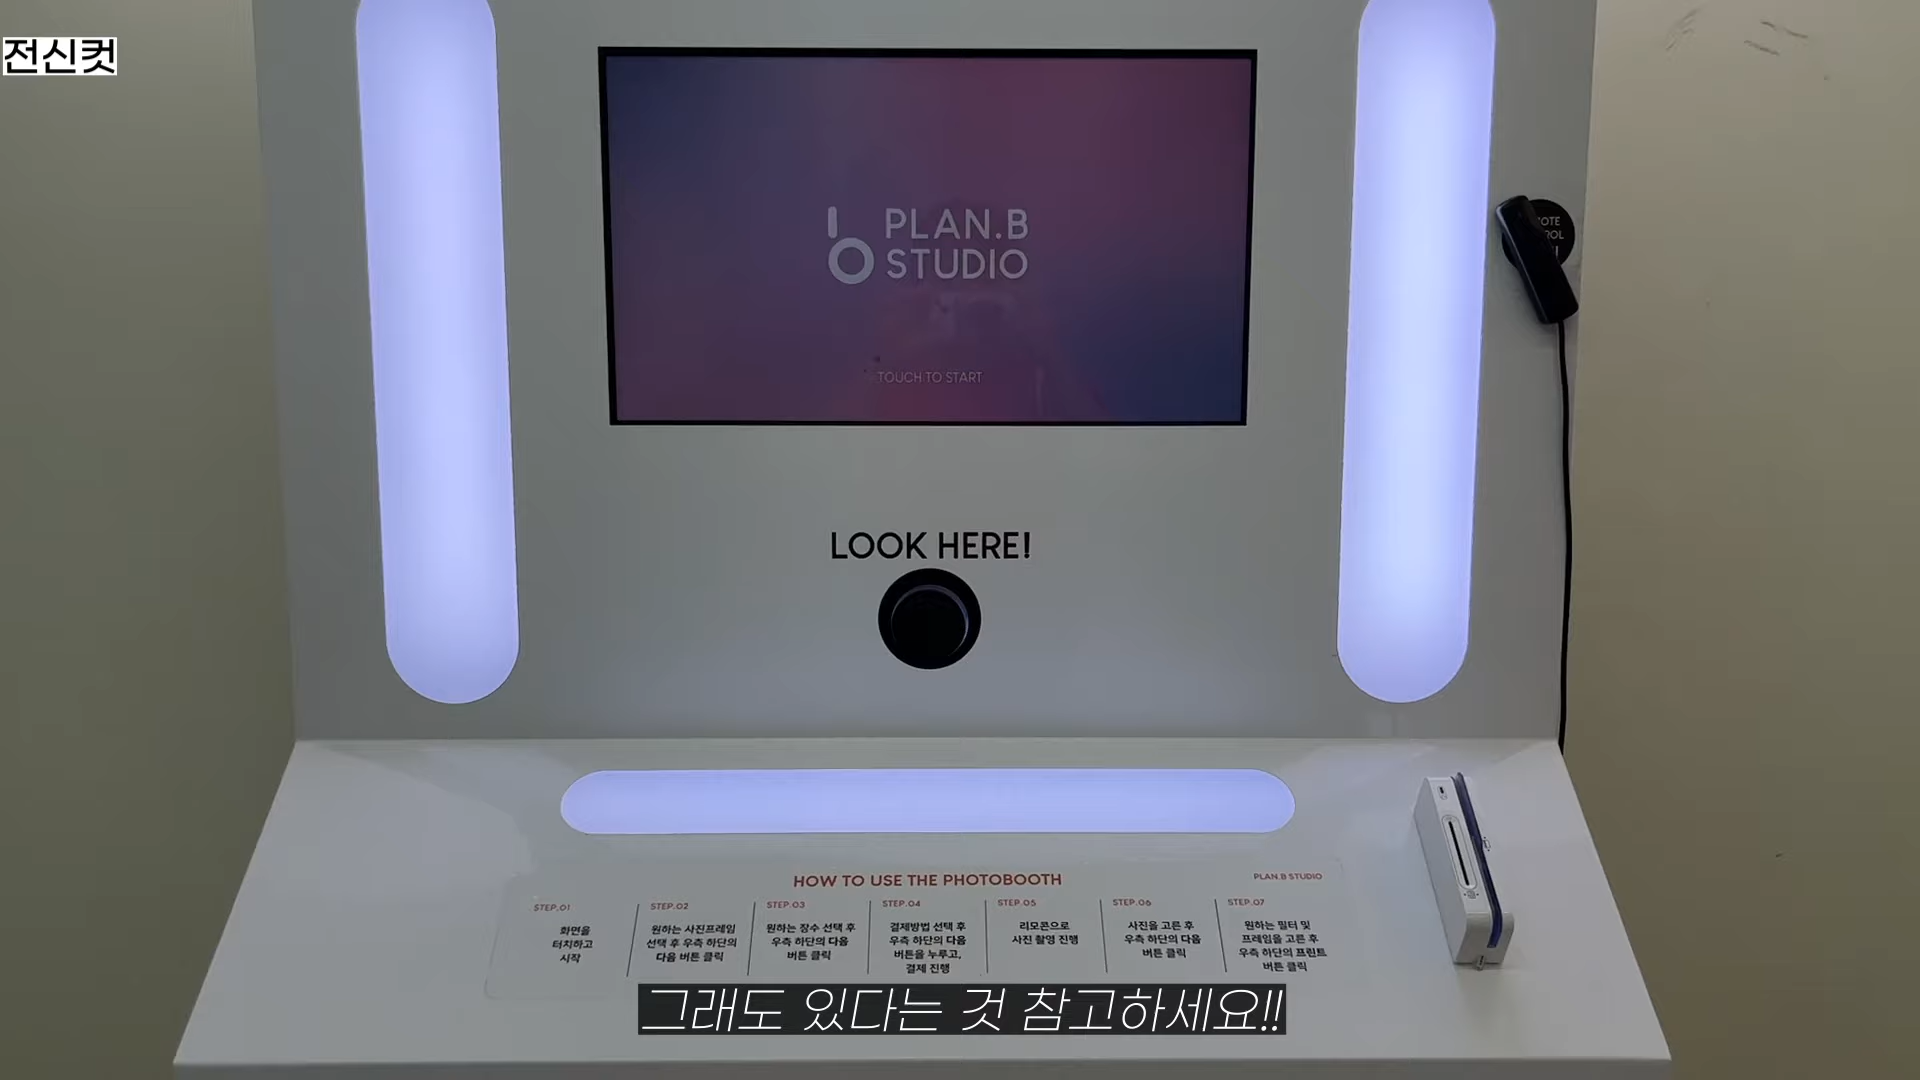 전신컷
PLAN.B
STUDIO
TOUCH TO START
LOOK HERE!
HOW TO USE THE PHOTOBOOTH
PLAN.B STUDIO
STEP.01
화면을
터치하고
시작
STEP.02
원하는 사진프레임
선택 후 우측 하단의
다음 버튼 클릭
STEP.03
원하는 장수 선택 후
우측 하단의 다음
버튼 클릭
STEP.04
결제방법 선택 후
우측 하단의 다음
버튼을 누루고,
결제 진행
STEP.05
리모콘으로
사진 촬영 진행
STEP.06
사진을 고른 후
우측 하단의 다음
버튼 클릭
STEP.07
원하는 필터 및
프레임을 고른 후
우측 하단의 프린트
버튼 클릭
그래도 있다는 것 참고하세요!!